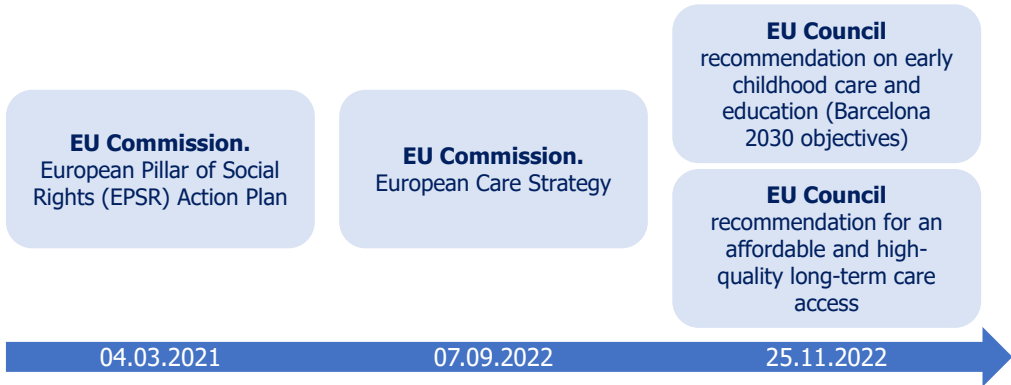 EU Commission.
European Pillar of Social
Rights (EPSR) Action Plan
EU Commission.
European Care Strategy
EU Council
recommendation on early
childhood care and
education (Barcelona
2030 objectives)
EU Council
recommendation for an
affordable and high-
quality long-term care
access
04.03.2021
07.09.2022
25.11.2022